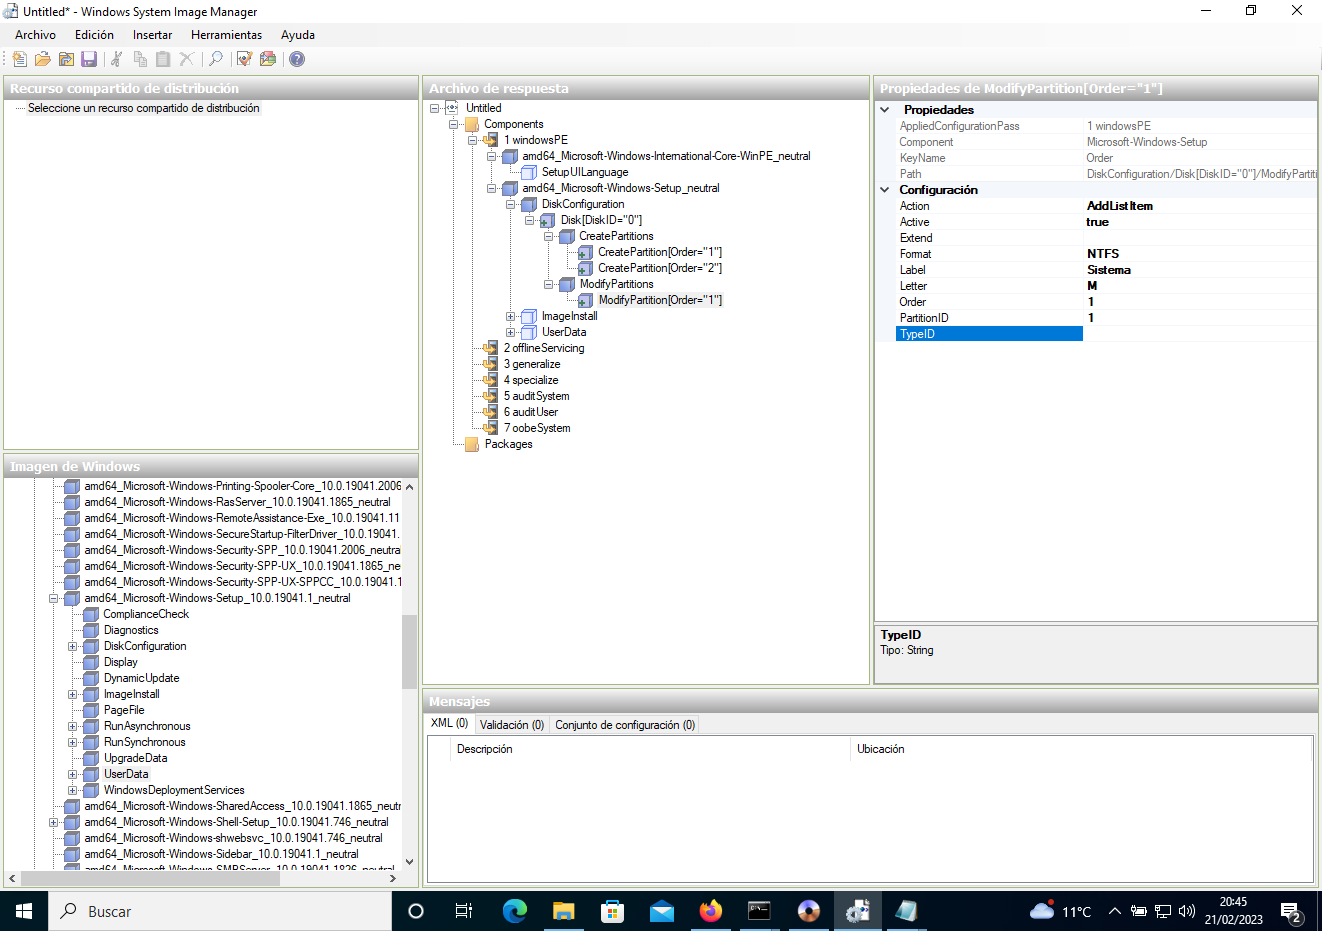 Untitled* - Windows System Image Manager
Archivo Edición Insertar Herramientas Ayuda
Recurso compartido de distribución
Seleccione un recurso compartido de distribución
Imagen de Windows
amd64_Microsoft-Windows-Printing-Spooler-Core_10.0.19041.2006
amd64_Microsoft-Windows-RasServer_10.0.19041.1865_neutral
amd64_Microsoft-Windows-RemoteAssistance-Exe_10.0.19041.11
amd64_Microsoft-Windows-SecureStartup-FilterDriver_10.0.19041.
amd64_Microsoft-Windows-Security-SPP_10.0.19041.2006_neutral
amd64_Microsoft-Windows-Security-SPP-UX_10.0.19041.1865_ne
amd64_Microsoft-Windows-Security-SPP-UX-SPPCC_10.0.19041.1
amd64_Microsoft-Windows-Setup_10.0.19041.1_neutral
ComplianceCheck
Diagnostics
DiskConfiguration
Display
DynamicUpdate
ImageInstall
PageFile
RunAsynchronous
RunSynchronous
UpgradeData
UserData
WindowsDeploymentServices
amd64_Microsoft-Windows-SharedAccess_10.0.19041.1865_neutr
amd64_Microsoft-Windows-Shell-Setup_10.0.19041.746_neutral
amd64_Microsoft-Windows-shwebsvc_10.0.19041.746_neutral
amd64_Microsoft-Windows-Sidebar_10.0.19041.1_neutral
amd64_Microsoft-Windows-SMBServer_10.0.19041.1826_neutral
Archivo de respuesta
Untitled
Components
1 windowsPE
amd64_Microsoft-Windows-International-Core-WinPE_neutral
SetupUILanguage
amd64_Microsoft-Windows-Setup_neutral
DiskConfiguration
Disk[DiskID="0"]
CreatePartitions
CreatePartition[Order="1"]
CreatePartition[Order="2"]
ModifyPartitions
ModifyPartition[Order="1"]
ImageInstall
UserData
2 offlineServicing
3 generalize
4 specialize
5 auditSystem
6 auditUser
7 oobeSystem
Packages
Propiedades de ModifyPartition[Order="1"]
Propiedades
AppliedConfigurationPass 1 windowsPE
Component Microsoft-Windows-Setup
KeyName Order
Path DiskConfiguration/Disk[DiskID="0"]/ModifyPartiti
Configuración
Action AddListItem
Active true
Extend
Format NTFS
Label Sistema
Letter M
Order 1
PartitionID 1
TypeID
TypeID
Tipo: String
Mensajes
XML (0) Validación (0) Conjunto de configuración (0)
Descripción Ubicación
Buscar
11°C
20:45
21/02/2023
2